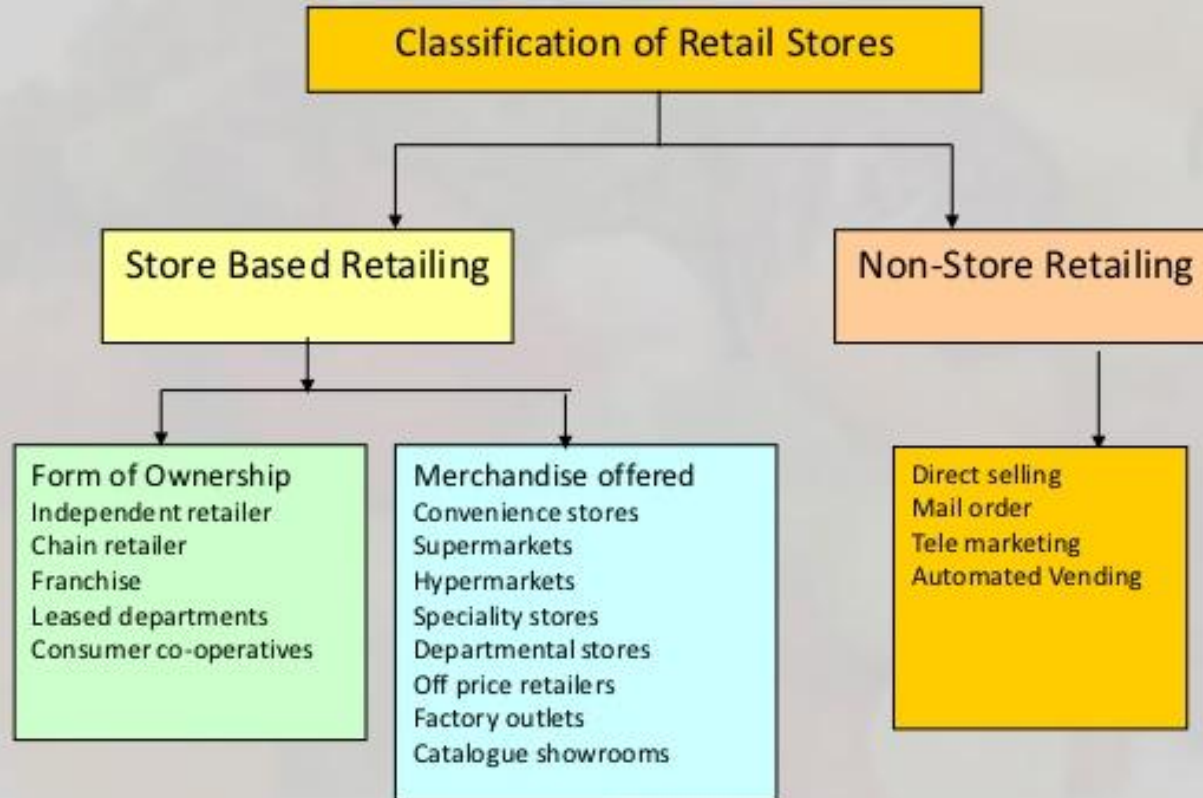 Classification of Retail Stores
Store Based Retailing
Non-Store Retailing
Form of Ownership
Independent retailer
Chain retailer
Franchise
Leased departments
Consumer co-operatives
Merchandise offered
Convenience stores
Supermarkets
Hypermarkets
Speciality stores
Departmental stores
Off price retailers
Factory outlets
Catalogue showrooms
Direct selling
Mail order
Tele marketing
Automated Vending